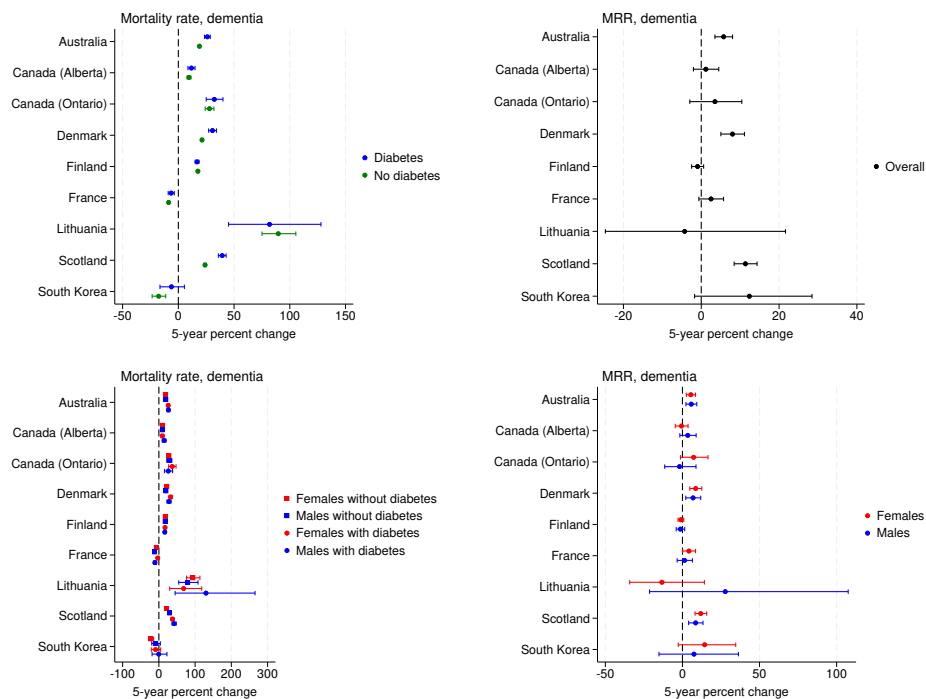 Mortality rate, dementia
Australia
Canada (Alberta)
Canada (Ontario)
Denmark
Finland
France
Lithuania
Scotland
South Korea
-50 0 50 100 150
5-year percent change
Diabetes
No diabetes
MRR, dementia
Australia
Canada (Alberta)
Canada (Ontario)
Denmark
Finland
France
Lithuania
Scotland
South Korea
-20 0 20 40
5-year percent change
Overall
Mortality rate, dementia
Australia
Canada (Alberta)
Canada (Ontario)
Denmark
Finland
France
Lithuania
Scotland
South Korea
-100 0 100 200 300
5-year percent change
Females without diabetes
Males without diabetes
Females with diabetes
Males with diabetes
MRR, dementia
Australia
Canada (Alberta)
Canada (Ontario)
Denmark
Finland
France
Lithuania
Scotland
South Korea
-50 0 50 100
5-year percent change
Females
Males